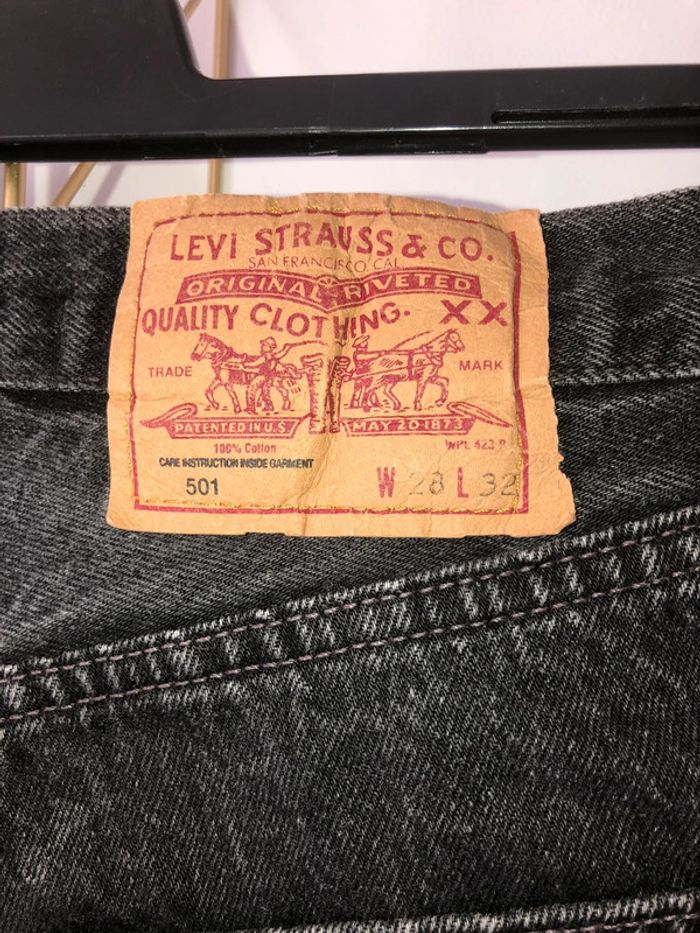 LEVI STRAUSS & CO.
SAN FRANCISCO, CAL.
ORIGINAL RIVETED
QUALITY CLOTHING. XX
TRADE MARK
PATENTED IN U.S. MAY 20 1873
100% Cotton WPL 423
CARE INSTRUCTION INSIDE GARMENT
501 W 28 L 32